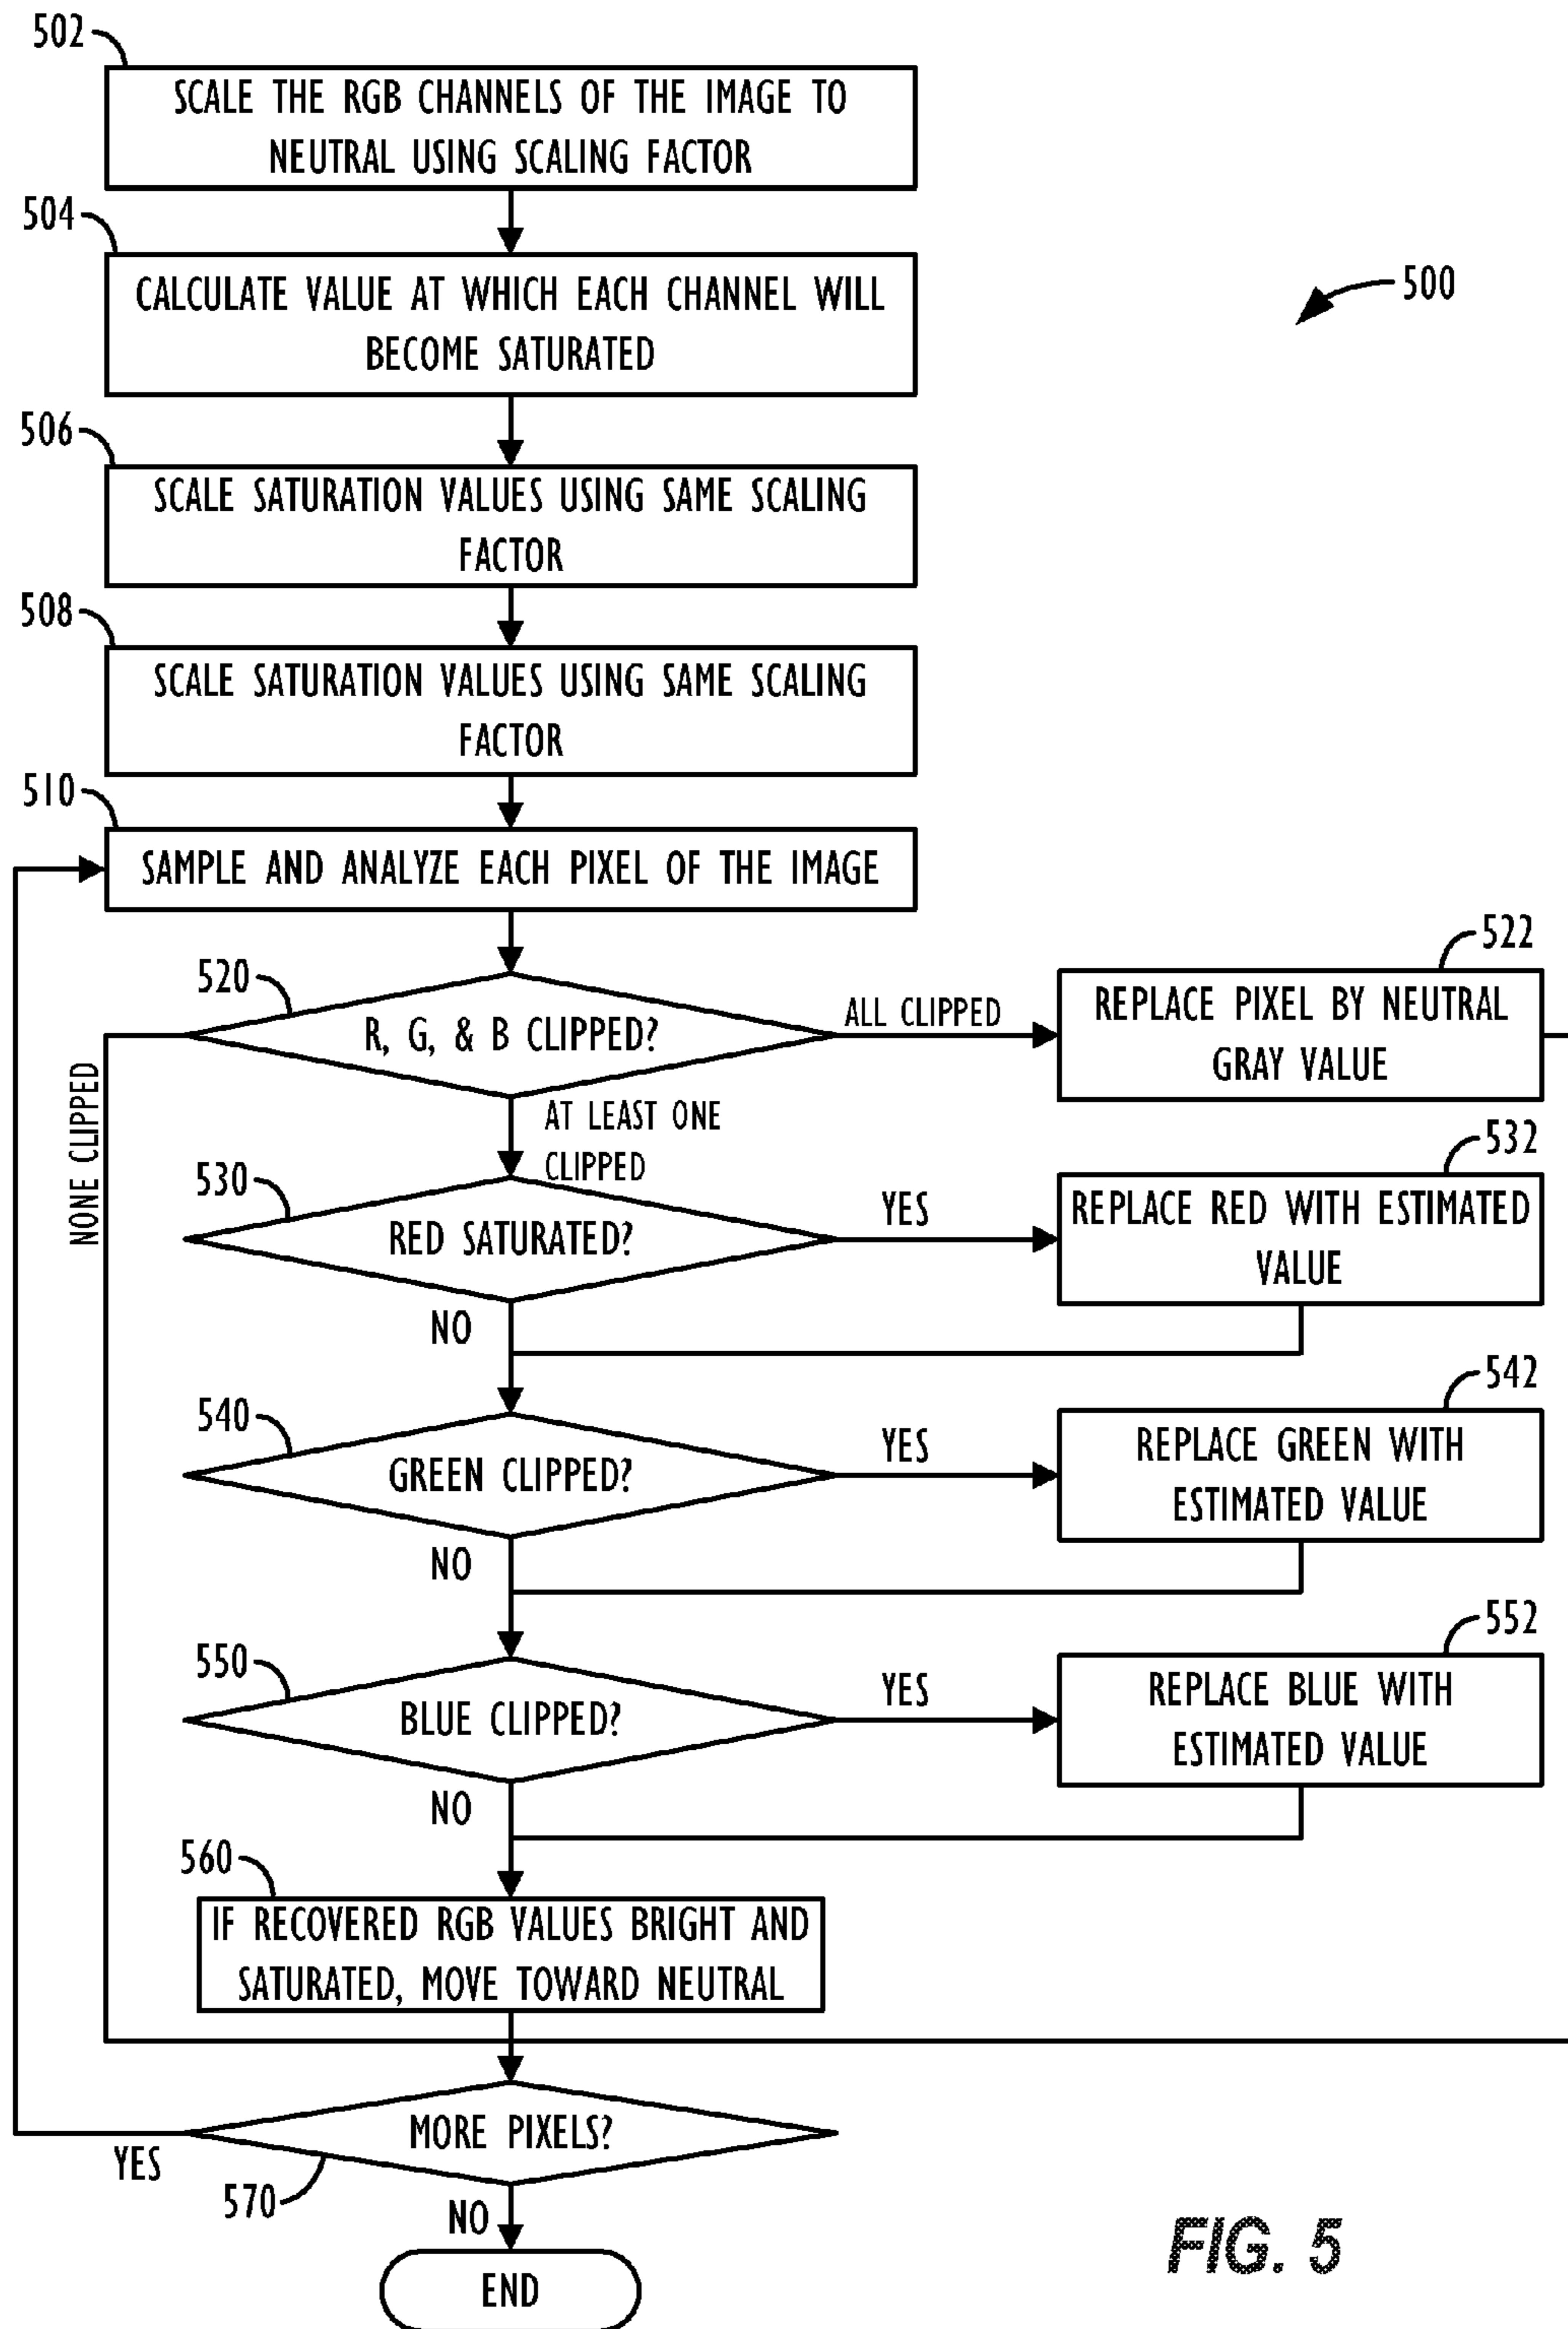 502
SCALE THE RGB CHANNELS OF THE IMAGE TO
NEUTRAL USING SCALING FACTOR
504
CALCULATE VALUE AT WHICH EACH CHANNEL WILL
BECOME SATURATED
500
506
SCALE SATURATION VALUES USING SAME SCALING
FACTOR
508
SCALE SATURATION VALUES USING SAME SCALING
FACTOR
510
SAMPLE AND ANALYZE EACH PIXEL OF THE IMAGE
520
R, G, & B CLIPPED?
ALL CLIPPED
522
REPLACE PIXEL BY NEUTRAL
GRAY VALUE
NONE CLIPPED
AT LEAST ONE
CLIPPED
530
RED SATURATED?
YES
532
REPLACE RED WITH ESTIMATED
VALUE
NO
540
GREEN CLIPPED?
YES
542
REPLACE GREEN WITH
ESTIMATED VALUE
NO
550
BLUE CLIPPED?
YES
552
REPLACE BLUE WITH
ESTIMATED VALUE
NO
560
IF RECOVERED RGB VALUES BRIGHT AND
SATURATED, MOVE TOWARD NEUTRAL
MORE PIXELS?
YES
570
NO
END
FIG. 5